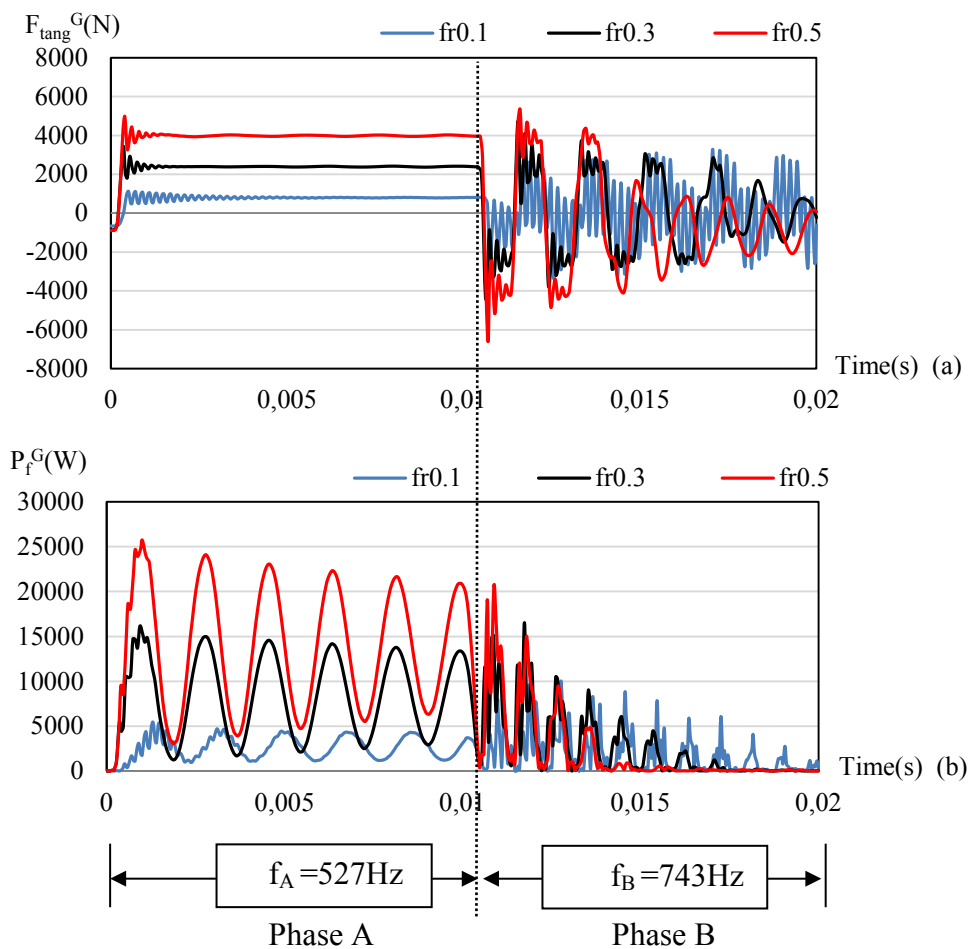 F_tang^G(N)
fr0.1 fr0.3 fr0.5
8000
6000
4000
2000
0
-2000
-4000
-6000
-8000
Time(s) (a)
0 0,005 0,01 0,015 0,02
P_f^G(W)
fr0.1 fr0.3 fr0.5
30000
25000
20000
15000
10000
5000
0
Time(s) (b)
0 0,005 0,01 0,015 0,02
f_A =527Hz f_B =743Hz
Phase A Phase B